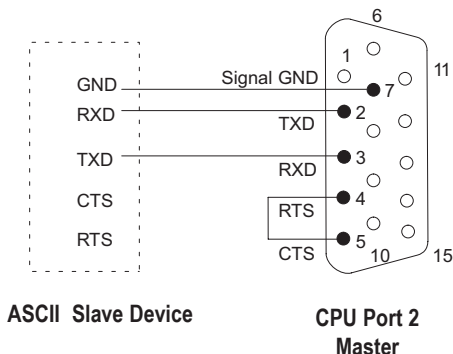 6
1
11
GND
Signal GND
7
RXD
TXD
2
TXD
RXD
3
CTS
RTS
4
RTS
CTS
5
10
15
ASCII Slave Device
CPU Port 2
Master